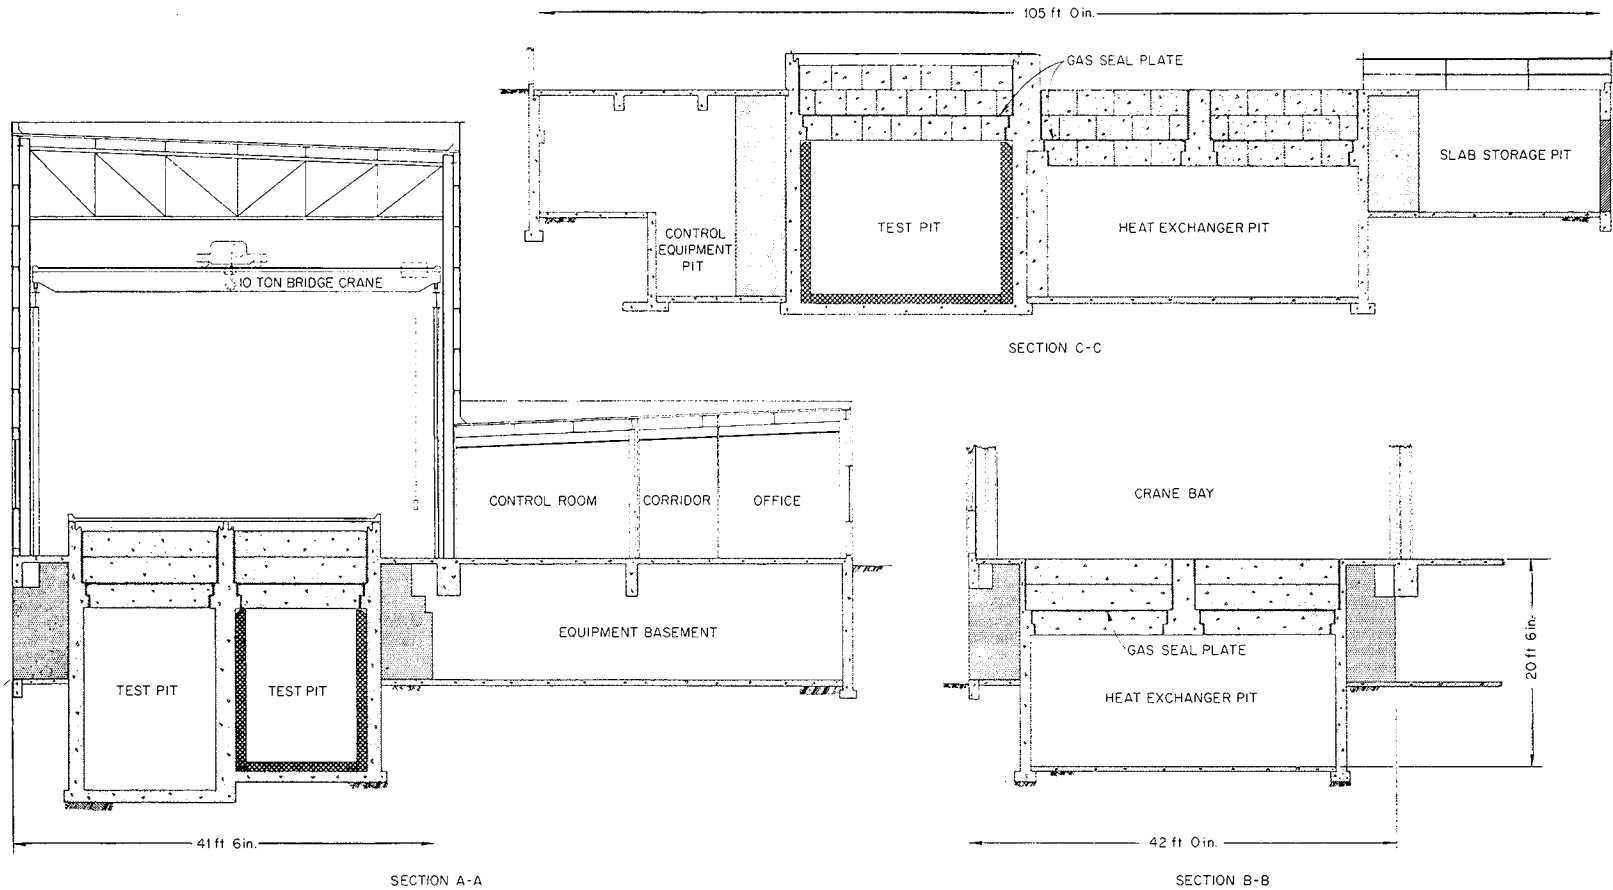 105 ft 0 in.
GAS SEAL PLATE
SLAB STORAGE PIT
CONTROL
EQUIPMENT
PIT
TEST PIT
HEAT EXCHANGER PIT
SECTION C-C
10 TON BRIDGE CRANE
CONTROL ROOM
CORRIDOR
OFFICE
EQUIPMENT BASEMENT
TEST PIT
TEST PIT
41 ft 6 in.
SECTION A-A
CRANE BAY
GAS SEAL PLATE
HEAT EXCHANGER PIT
20 ft 6 in.
42 ft 0 in.
SECTION B-B